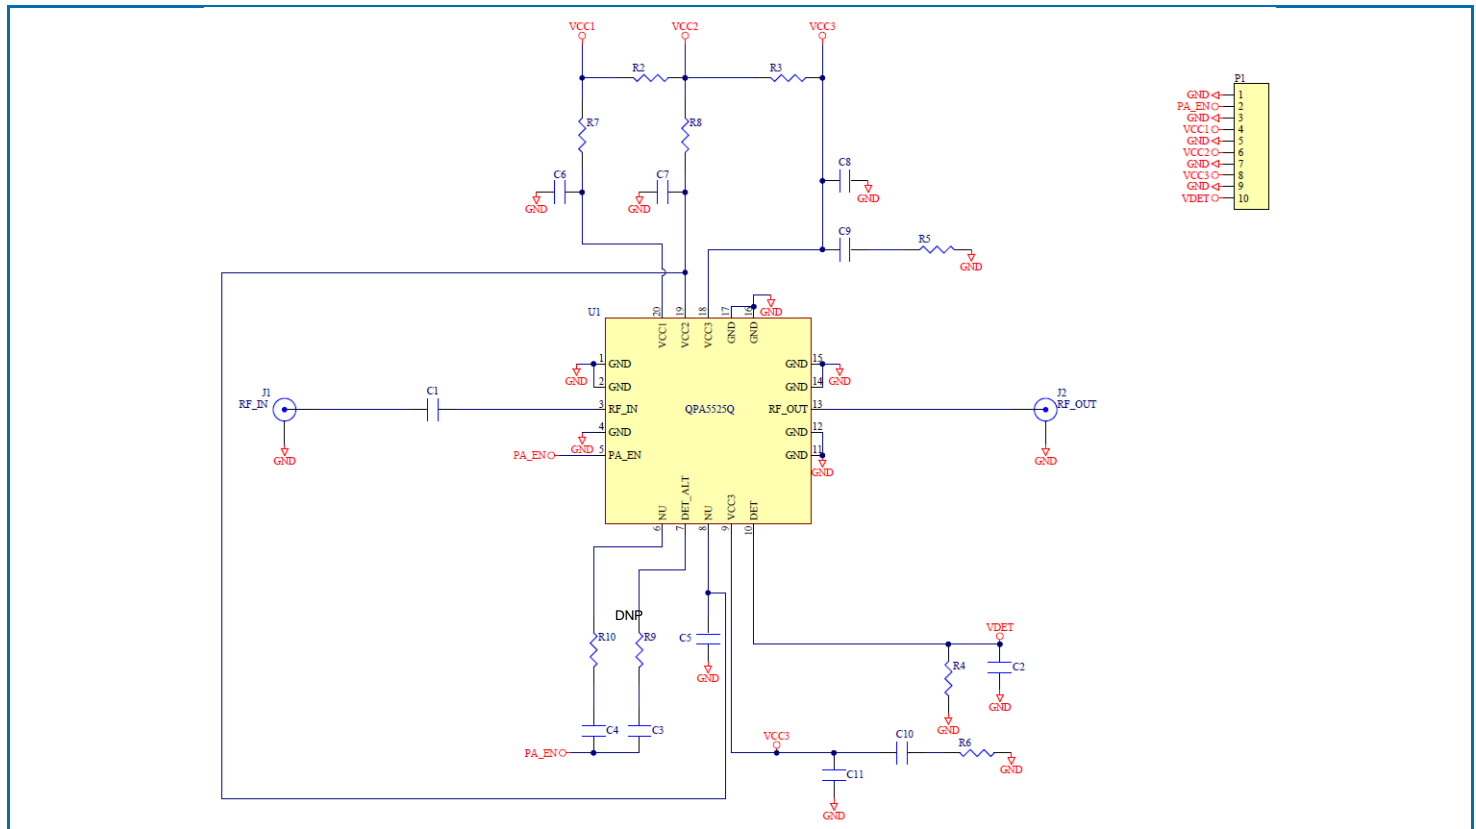 VCC1 VCC2 VCC3
R2 R3
P1
GND 1
PA_EN 2
GND 3
VCC1 4
GND 5
VCC2 6
GND 7
VCC3 8
GND 9
VDET 10
R7 R8
C6 C7 C8
GND GND GND
C9 R5
GND
U1 20 19 18 17 16 GND
VCC1 VCC2 VCC3 GND GND
1 GND GND 15
GND GND
2 GND GND 14
J1 RF_IN C1 3 RF_IN QPA5525Q RF_OUT 13 J2 RF_OUT
4 GND GND 12
GND GND GND
PA_EN 5 PA_EN GND 11
GND
NU DET_ALT NU VCC3 DET
6 7 8 9 10
DNP
R10 R9 C5 VDET
GND R4 C2
GND
GND
C4 C3 VCC3 C10 R6
PA_EN GND
C11
GND